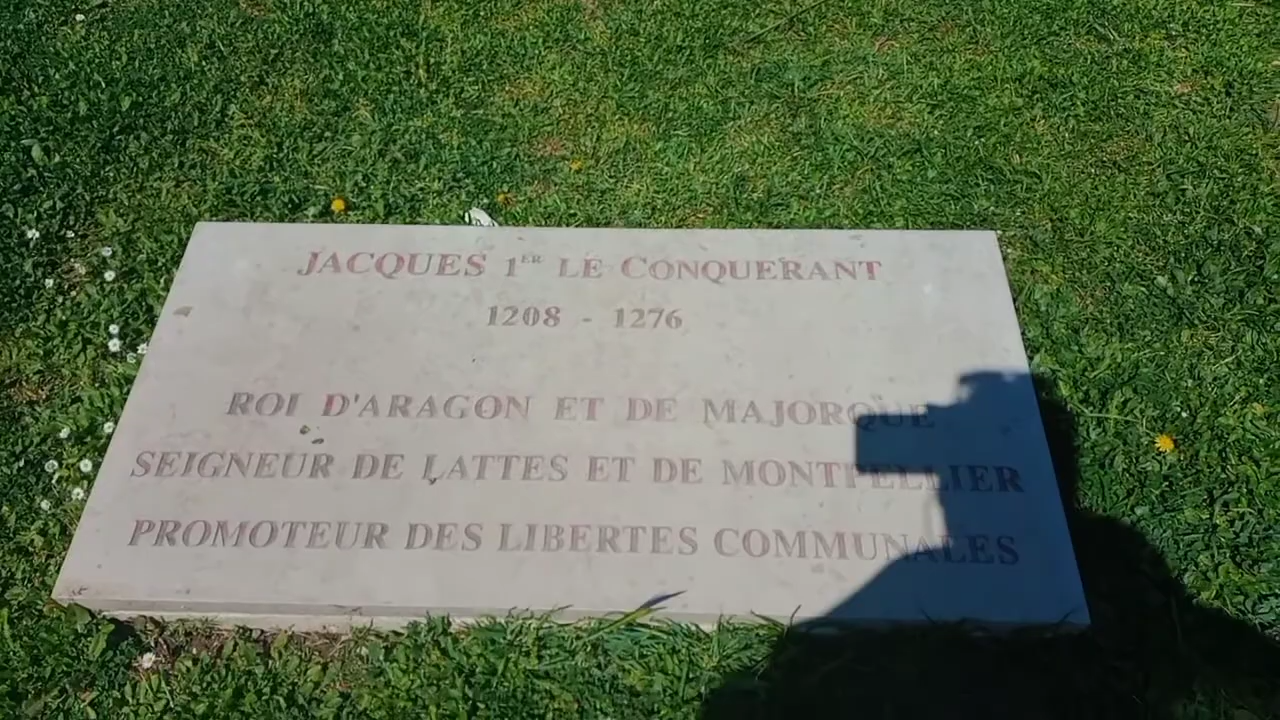 JACQUES 1ER LE CONQUERANT
1208 - 1276
ROI D'ARAGON ET DE MAJORQUE
SEIGNEUR DE LATTES ET DE MONTPELLIER
PROMOTEUR DES LIBERTES COMMUNALES